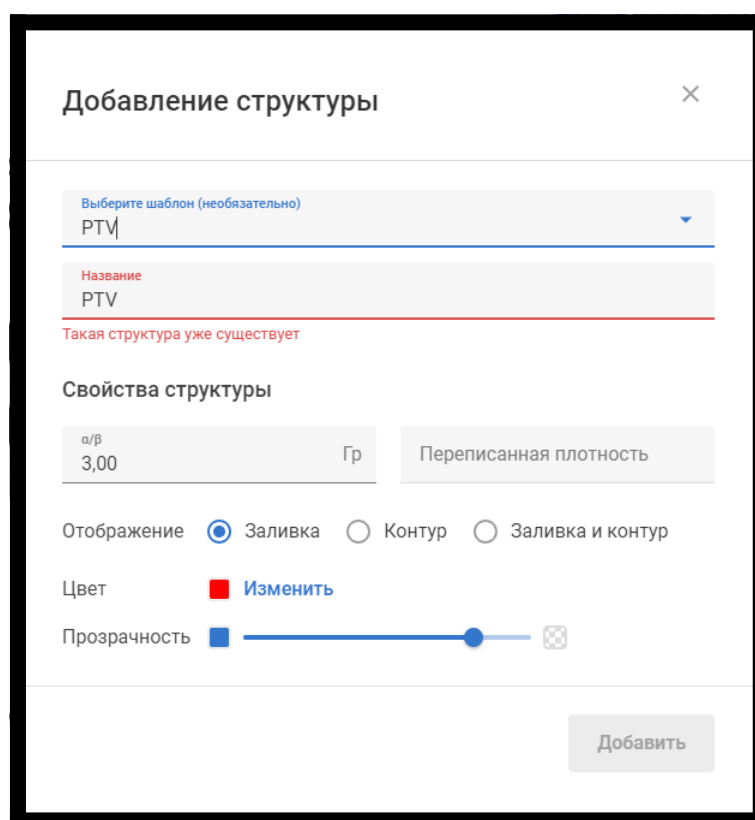 Добавление структуры
Выберите шаблон (необязательно)
PTV
Название
PTV
Такая структура уже существует
Свойства структуры
α/β
3,00 Гр Переписанная плотность
Отображение Заливка Контур Заливка и контур
Цвет Изменить
Прозрачность
Добавить